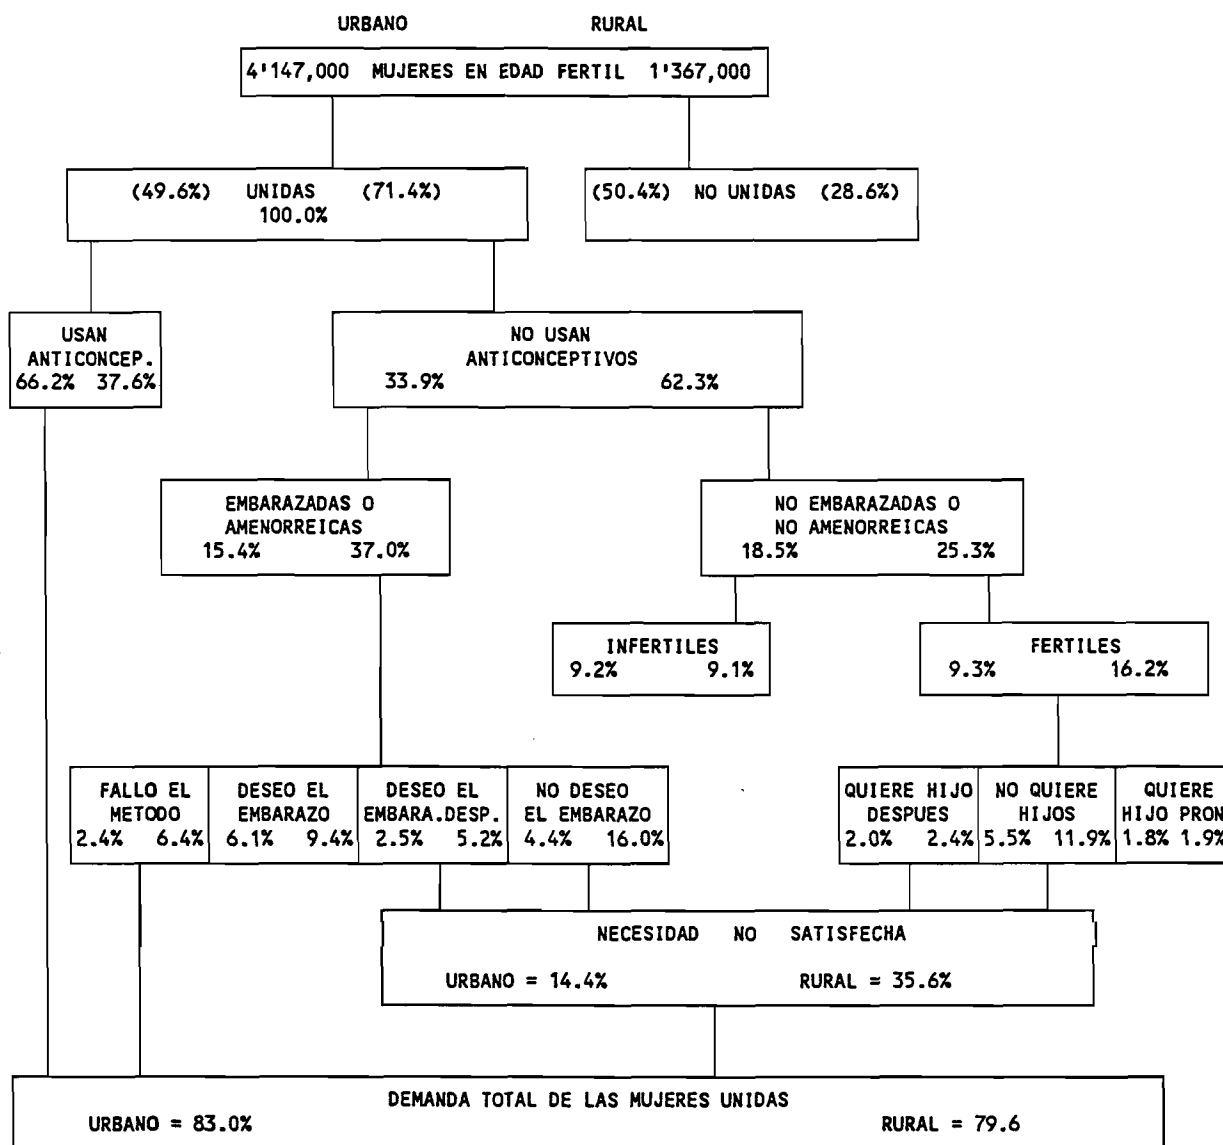 URBANO RURAL
4'147,000 MUJERES EN EDAD FERTIL 1'367,000
(49.6%) UNIDAS (71.4%)
100.0%
(50.4%) NO UNIDAS (28.6%)
USAN
ANTICONCEP.
66.2% 37.6%
NO USAN
ANTICONCEPTIVOS
33.9% 62.3%
EMBARAZADAS O
AMENORREICAS
15.4% 37.0%
NO EMBARAZADAS O
NO AMENORREICAS
18.5% 25.3%
INFERTILES
9.2% 9.1%
FERTILES
9.3% 16.2%
FALLO EL
METODO
2.4% 6.4%
DESEO EL
EMBARAZO
6.1% 9.4%
DESEO EL
EMBARA.DESP.
2.5% 5.2%
NO DESEO
EL EMBARAZO
4.4% 16.0%
QUIERE HIJO
DESPUES
2.0% 2.4%
NO QUIERE
HIJOS
5.5% 11.9%
QUIERE
HIJO PRON
1.8% 1.9%
NECESIDAD NO SATISFECHA
URBANO = 14.4% RURAL = 35.6%
DEMANDA TOTAL DE LAS MUJERES UNIDAS
URBANO = 83.0% RURAL = 79.6